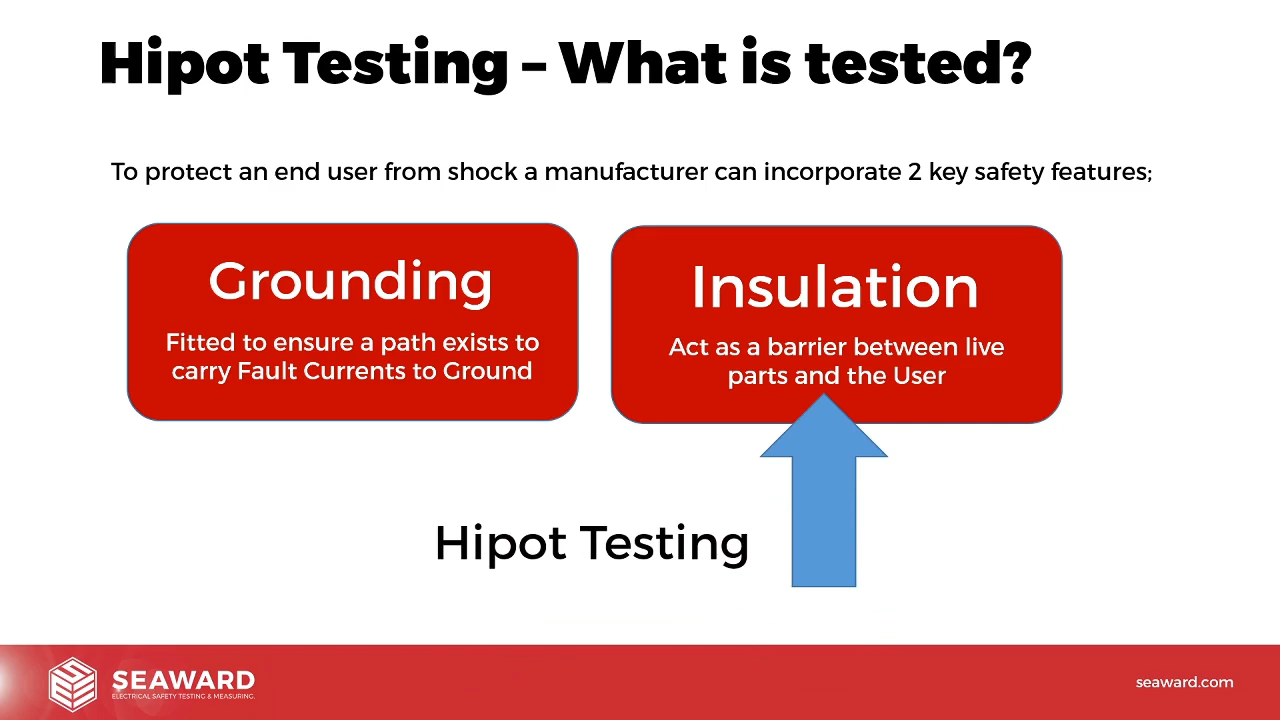 Hipot Testing – What is tested?
To protect an end user from shock a manufacturer can incorporate 2 key safety features;
Grounding
Fitted to ensure a path exists to
carry Fault Currents to Ground
Insulation
Act as a barrier between live
parts and the User
Hipot Testing
SEAWARD
ELECTRICAL SAFETY TESTING & MEASURING.
seaward.com